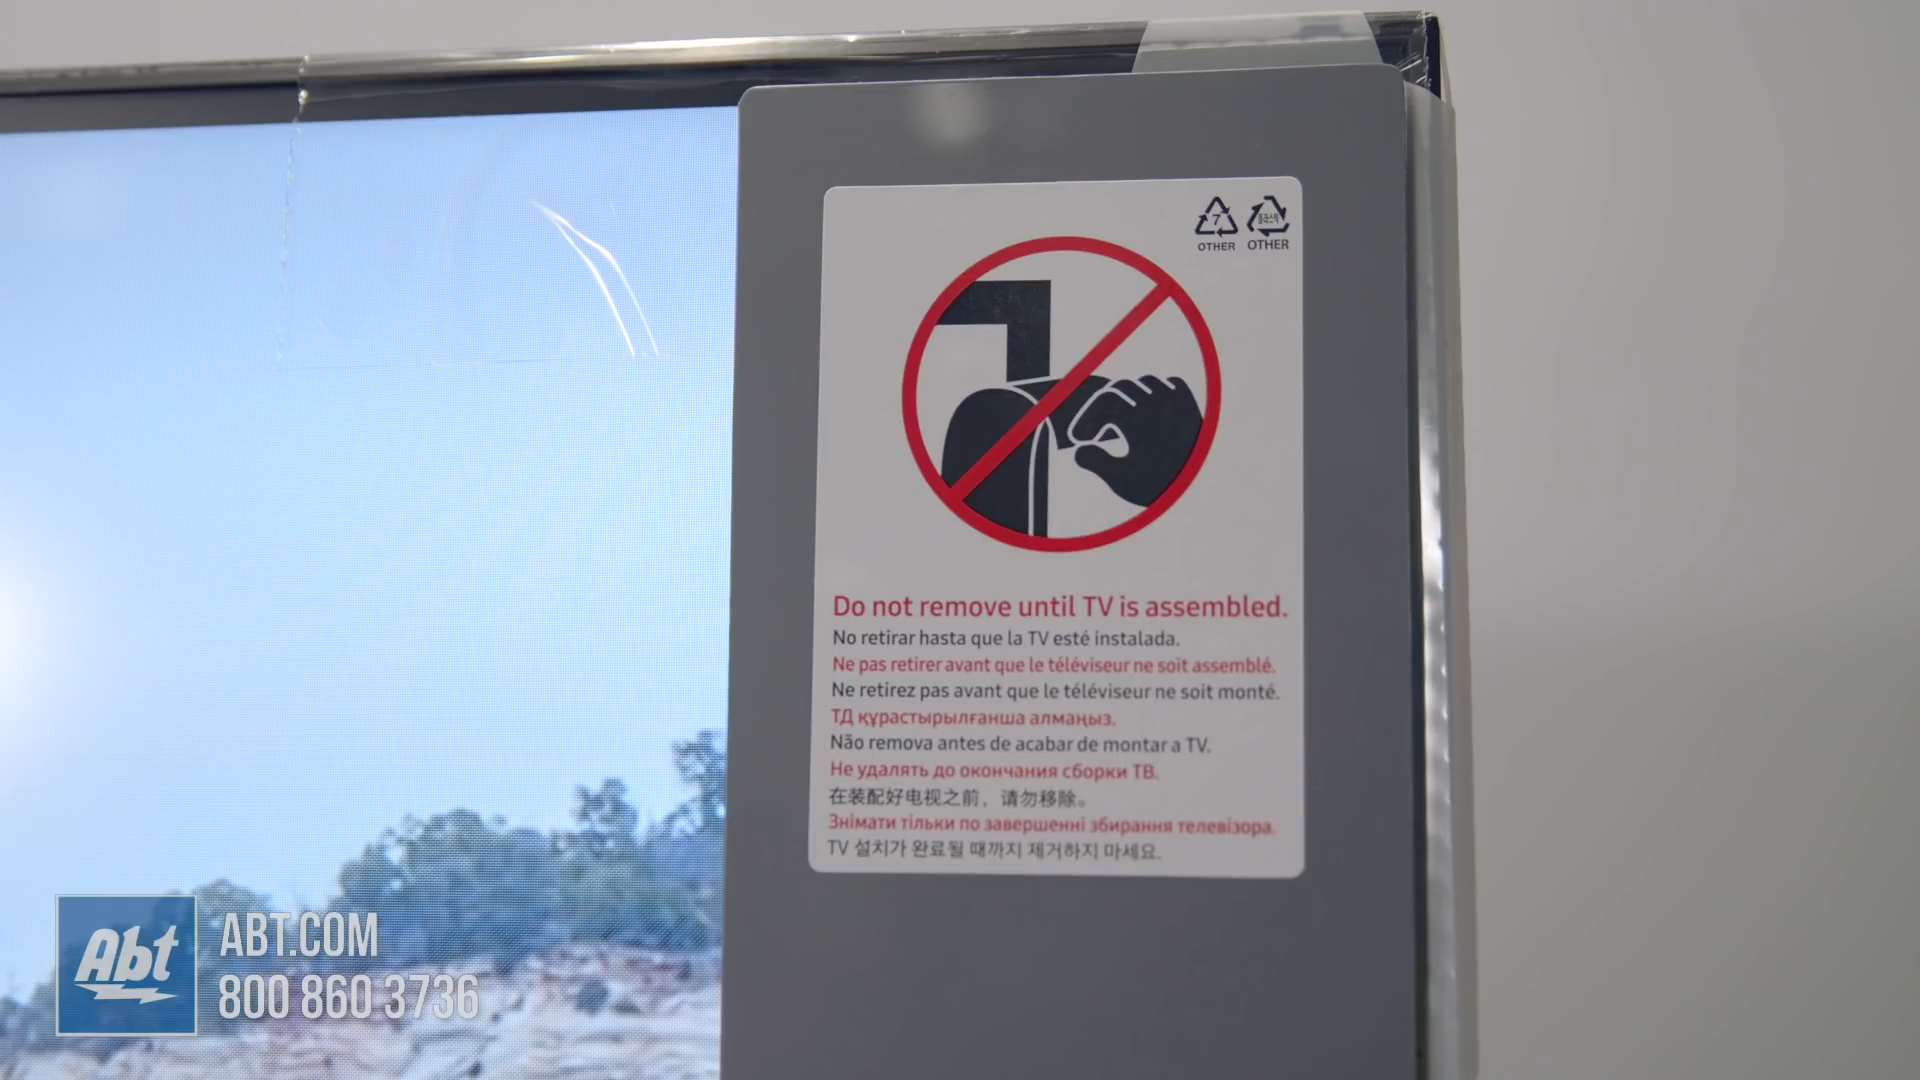 7 플라스틱
OTHER OTHER
Do not remove until TV is assembled.
No retirar hasta que la TV esté instalada.
Ne pas retirer avant que le téléviseur ne soit assemblé.
Ne retirez pas avant que le téléviseur ne soit monté.
ТД құрастырылғанша алмаңыз.
Não remova antes de acabar de montar a TV.
Не удалять до окончания сборки ТВ.
在装配好电视之前，请勿移除。
Знімати тільки по завершенні збирання телевізора.
TV 설치가 완료될 때까지 제거하지 마세요.
Abt
ABT.COM
800 860 3736